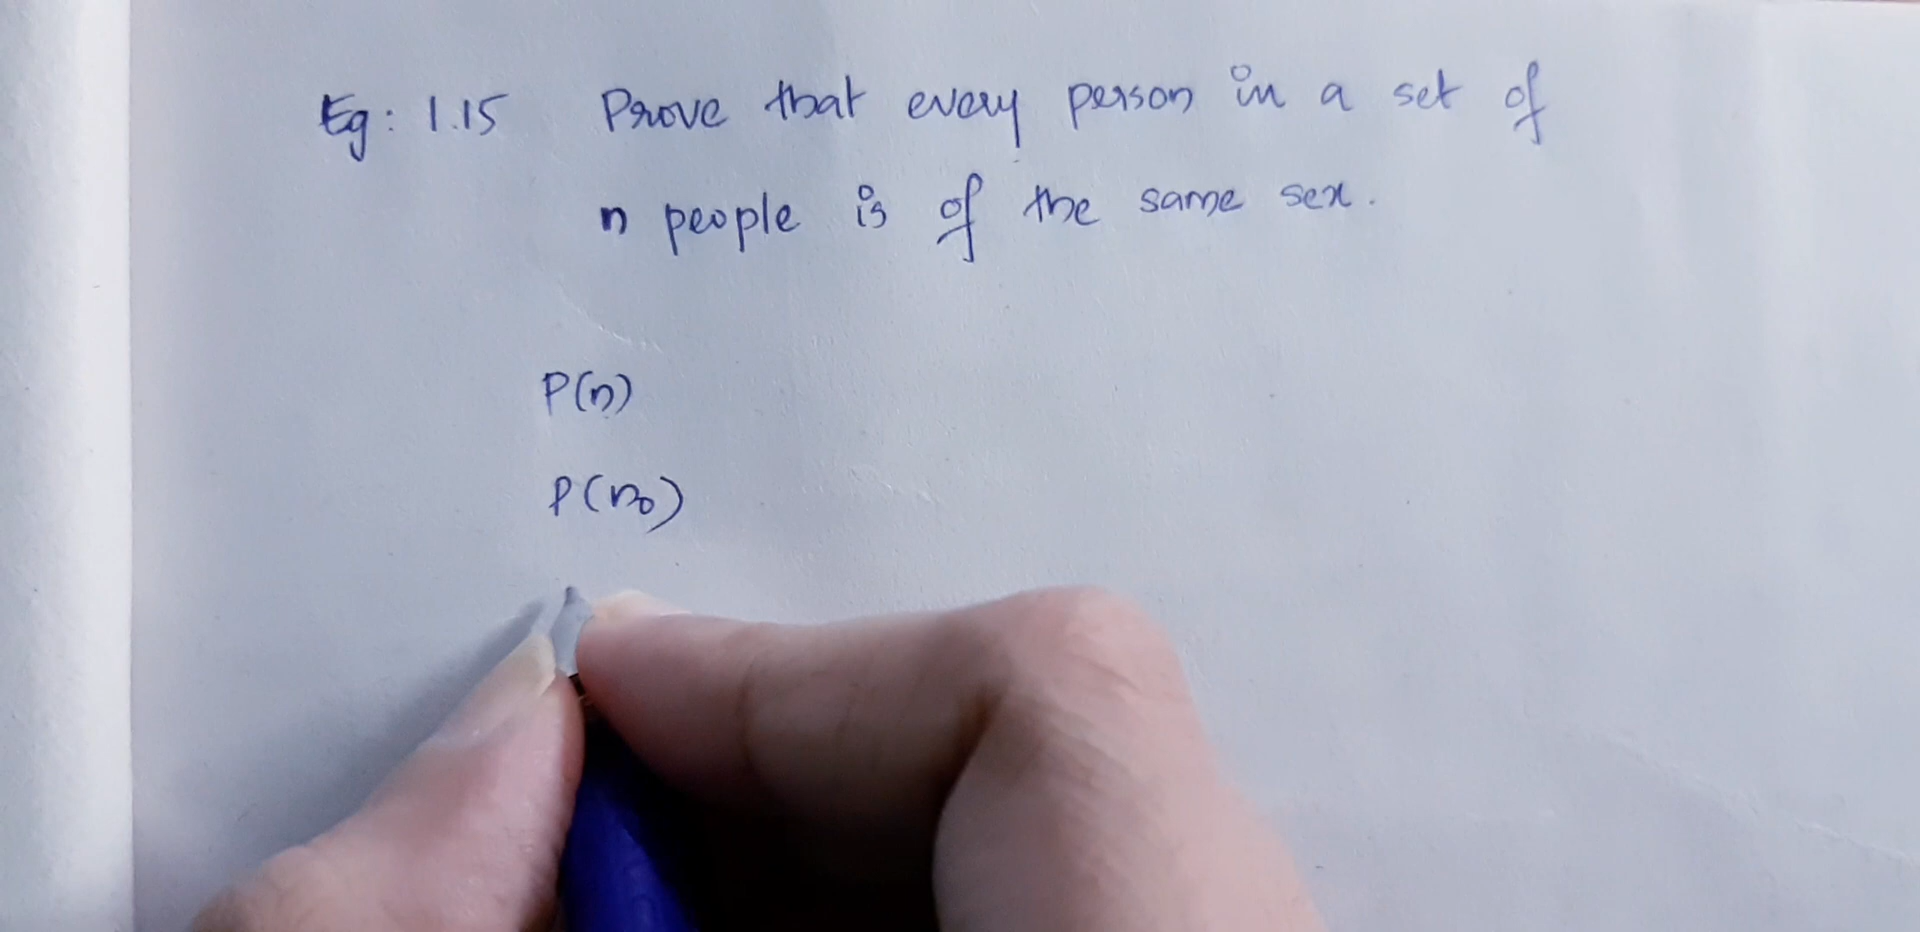 Eg: 1.15 Prove that every person in a set of
n people is of the same sex.
P(n)
P(n₀)